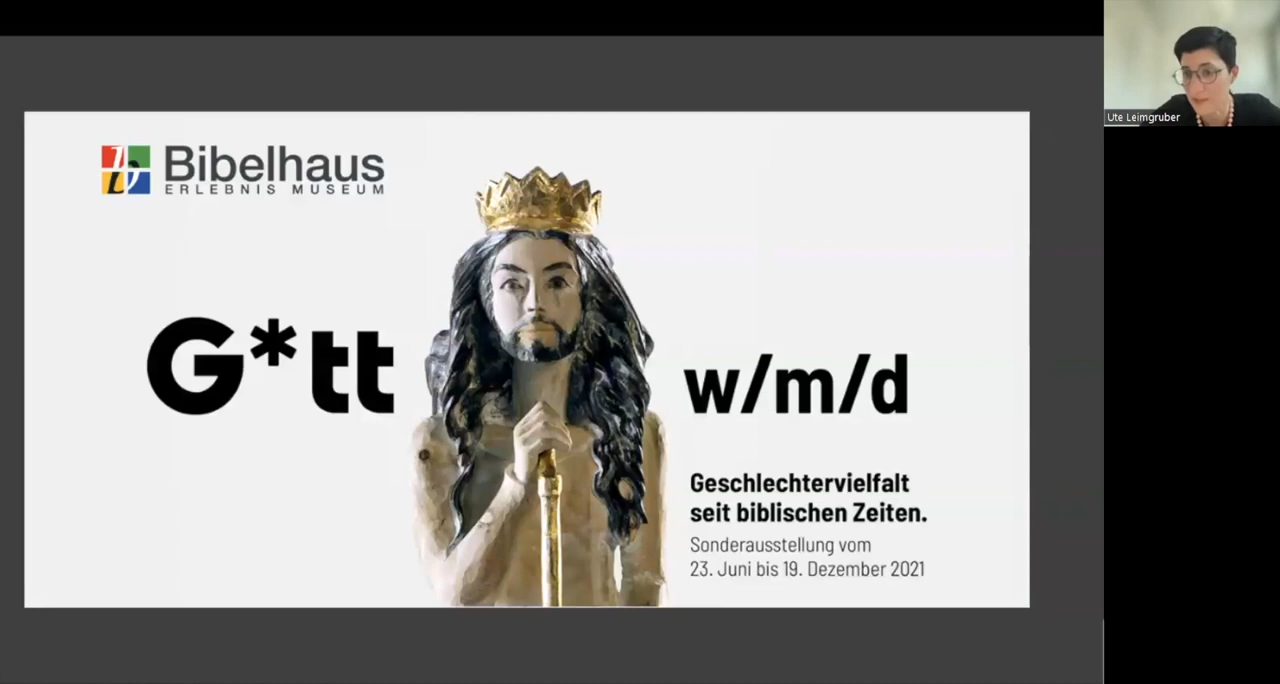 Bibelhaus
ERLEBNIS MUSEUM
G*tt
w/m/d
Geschlechtervielfalt
seit biblischen Zeiten.
Sonderausstellung vom
23. Juni bis 19. Dezember 2021
Ute Leimgruber